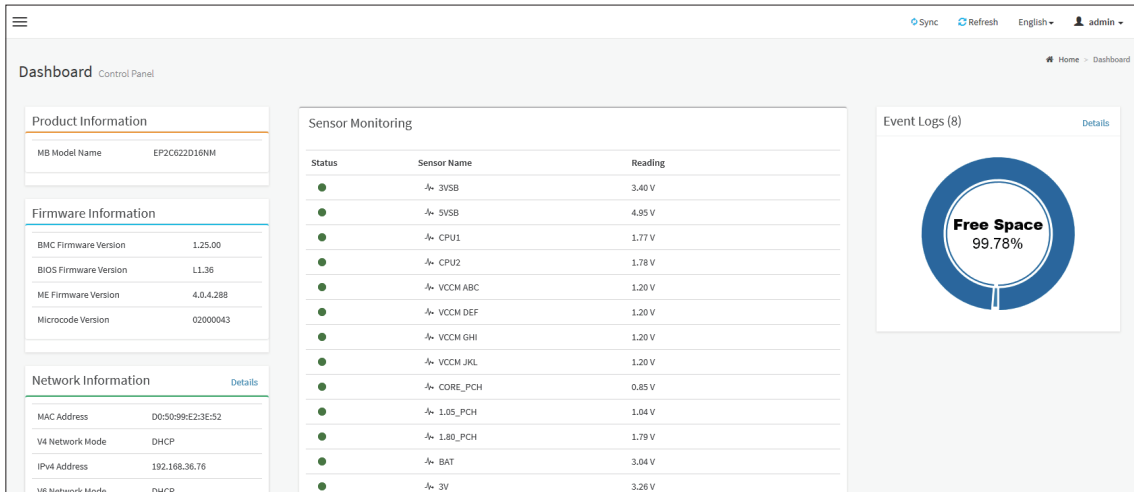 Sync Refresh English admin
Dashboard Control Panel
Home > Dashboard
Product Information
MB Model Name EP2C622D16NM
Firmware Information
BMC Firmware Version 1.25.00
BIOS Firmware Version L1.36
ME Firmware Version 4.0.4.288
Microcode Version 02000043
Network Information Details
MAC Address D0:50:99:E2:3E:52
V4 Network Mode DHCP
IPv4 Address 192.168.36.76
V6 Network Mode DHCP
Sensor Monitoring
Status Sensor Name Reading
3VSB 3.40 V
5VSB 4.95 V
CPU1 1.77 V
CPU2 1.78 V
VCCM ABC 1.20 V
VCCM DEF 1.20 V
VCCM GHI 1.20 V
VCCM JKL 1.20 V
CORE_PCH 0.85 V
1.05_PCH 1.04 V
1.80_PCH 1.79 V
BAT 3.04 V
3V 3.26 V
Event Logs (8) Details
Free Space
99.78%